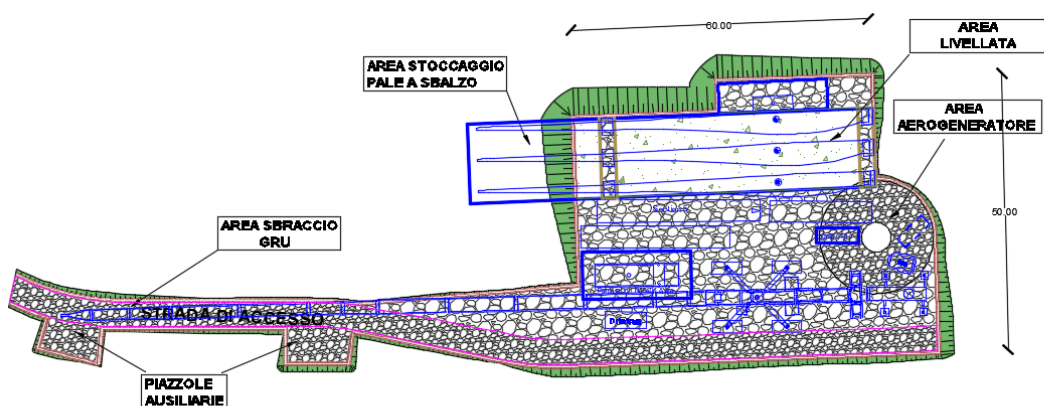 60.00
AREA
LIVELLATA
AREA STOCCAGGIO
PALE A SBALZO
AREA
AEROGENERATORE
50.00
AREA SBRACCIO
GRU
STRADA DI ACCESSO
PIAZZOLE
AUSILIARIE